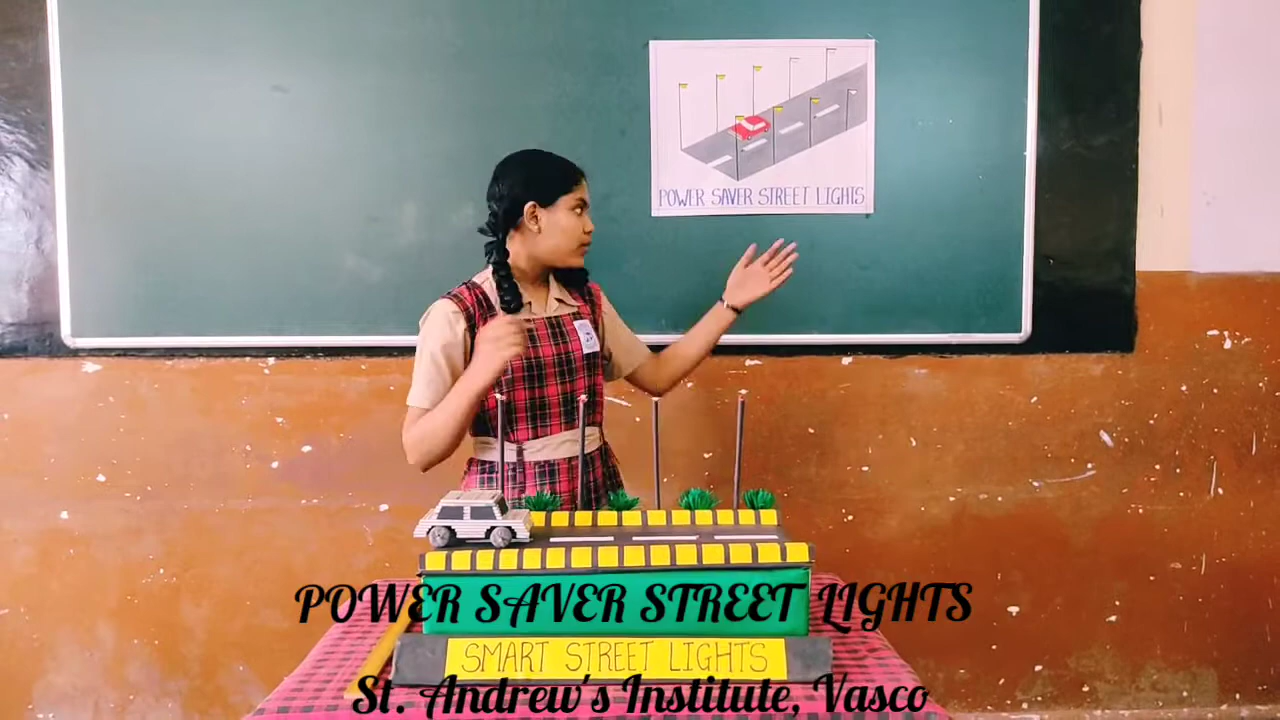 POWER SAVER STREET LIGHTS
POWER SAVER STREET LIGHTS
SMART STREET LIGHTS
St. Andrew's Institute, Vasco